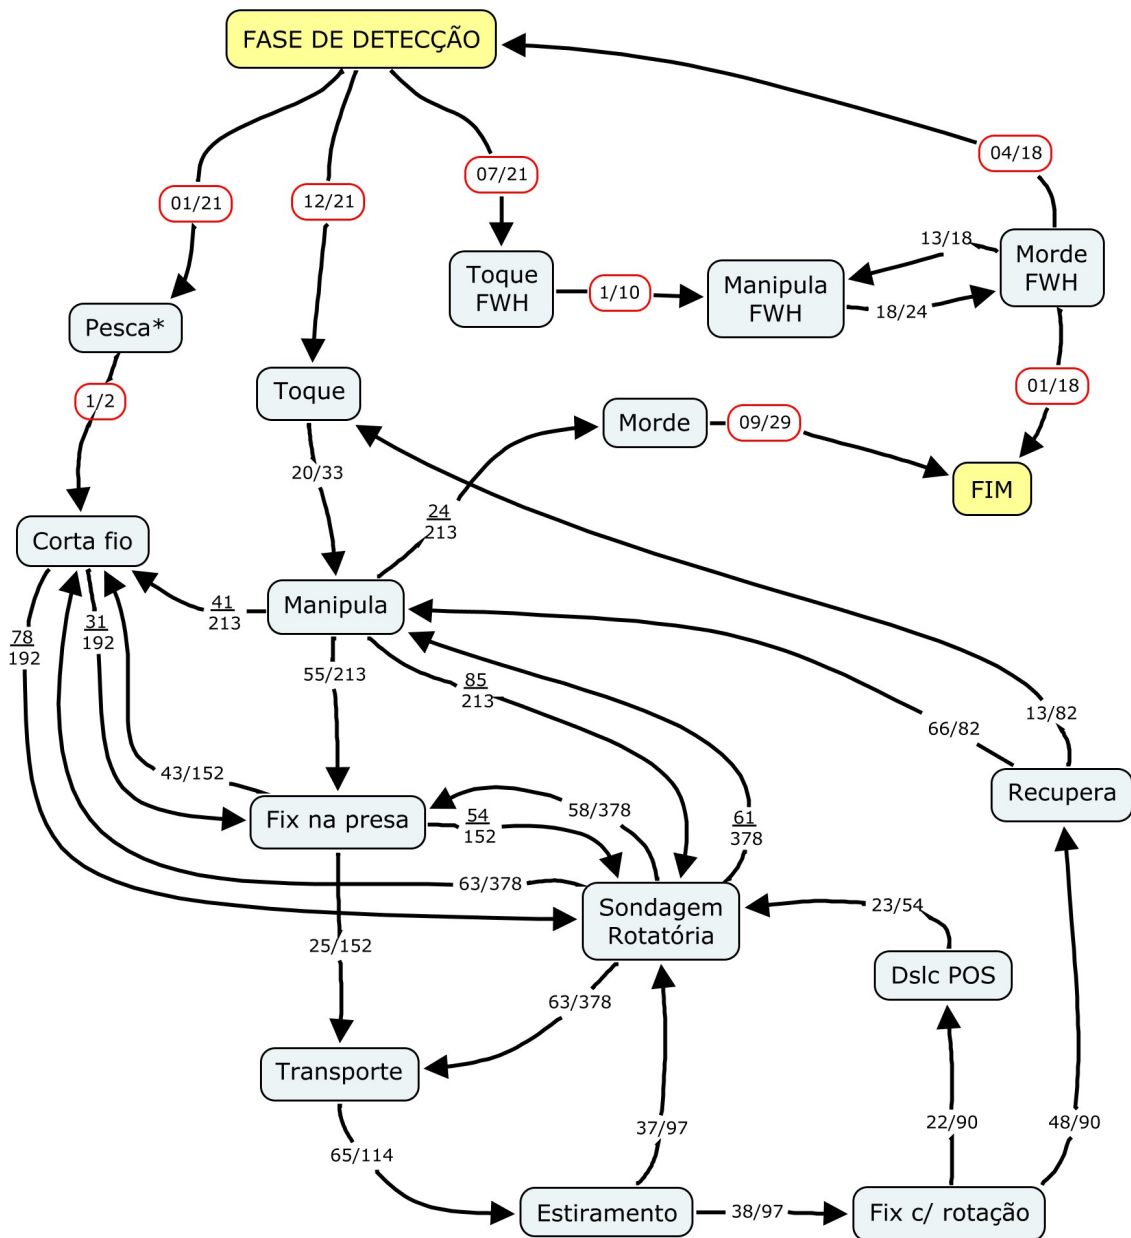 FASE DE DETECÇÃO
04/18
07/21
01/21
12/21
13/18
Morde
FWH
Toque
FWH
1/10
Manipula
FWH
18/24
Pesca*
01/18
1/2
Toque
Morde
09/29
20/33
FIM
24
213
Corta fio
41
213
Manipula
31
192
78
192
55/213
85
213
13/82
66/82
43/152
Recupera
Fix na presa
58/378
54
152
61
378
63/378
Sondagem
Rotatória
23/54
25/152
Dslc POS
63/378
Transporte
37/97
22/90
48/90
65/114
Estiramento
38/97
Fix c/ rotação